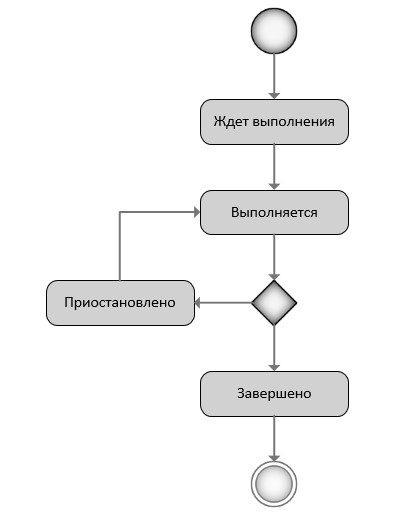 Ждет выполнения
Выполняется
Приостановлено
Завершено